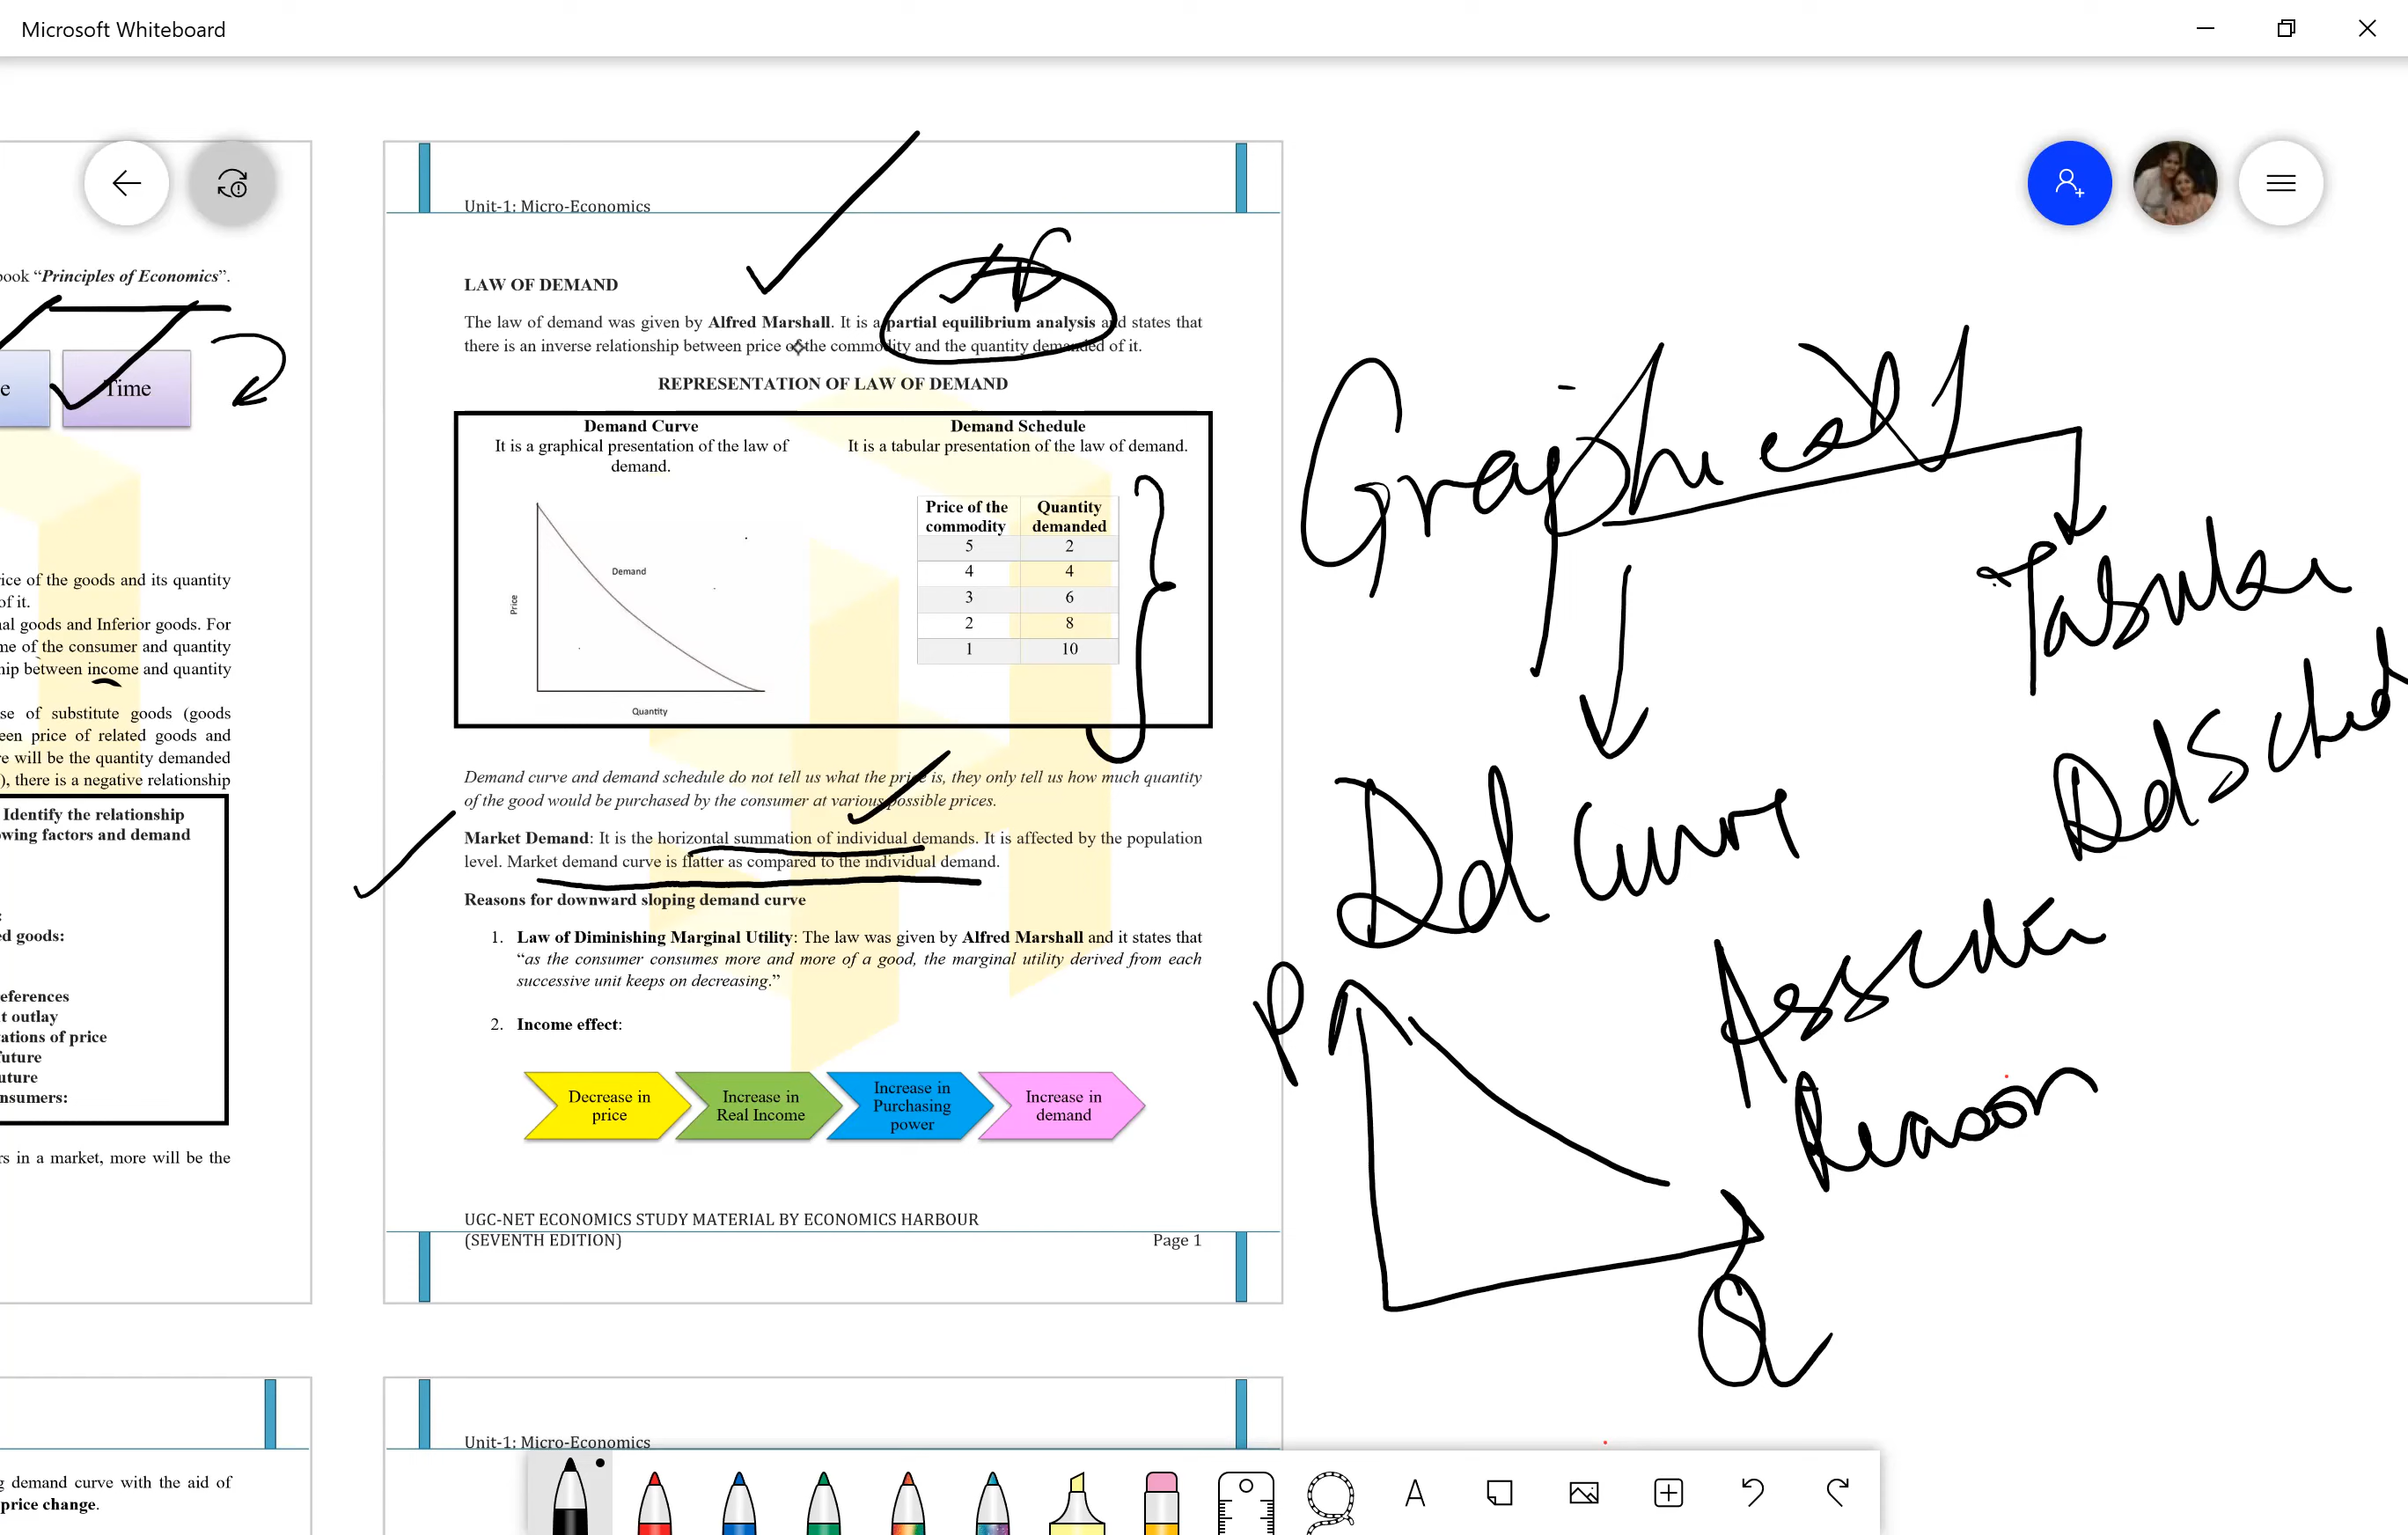 Microsoft Whiteboard
book “Principles of Economics”.
e
Time
rice of the goods and its quantity
of it.
al goods and Inferior goods. For
me of the consumer and quantity
hip between income and quantity
se of substitute goods (goods
een price of related goods and
re will be the quantity demanded
), there is a negative relationship
Identify the relationship
owing factors and demand
:
ed goods:
eferences
t outlay
ations of price
future
uture
nsumers:
rs in a market, more will be the
g demand curve with the aid of
price change.
Unit-1: Micro-Economics
LAW OF DEMAND
The law of demand was given by Alfred Marshall. It is a partial equilibrium analysis and states that
there is an inverse relationship between price of the commodity and the quantity demanded of it.
REPRESENTATION OF LAW OF DEMAND
Demand Curve
It is a graphical presentation of the law of
demand.
Price
Demand
Quantity
Demand Schedule
It is a tabular presentation of the law of demand.
Price of the commodity Quantity demanded
5 2
4 4
3 6
2 8
1 10
Demand curve and demand schedule do not tell us what the price is, they only tell us how much quantity
of the good would be purchased by the consumer at various possible prices.
Market Demand: It is the horizontal summation of individual demands. It is affected by the population
level. Market demand curve is flatter as compared to the individual demand.
Reasons for downward sloping demand curve
1. Law of Diminishing Marginal Utility: The law was given by Alfred Marshall and it states that
“as the consumer consumes more and more of a good, the marginal utility derived from each
successive unit keeps on decreasing.”
2. Income effect:
Decrease in
price
Increase in
Real Income
Increase in
Purchasing
power
Increase in
demand
UGC-NET ECONOMICS STUDY MATERIAL BY ECONOMICS HARBOUR
(SEVENTH EDITION)
Page 1
Unit-1: Micro-Economics
Graphical
Tabular
Dd Curve
Dd Sched
Reason
P
Q